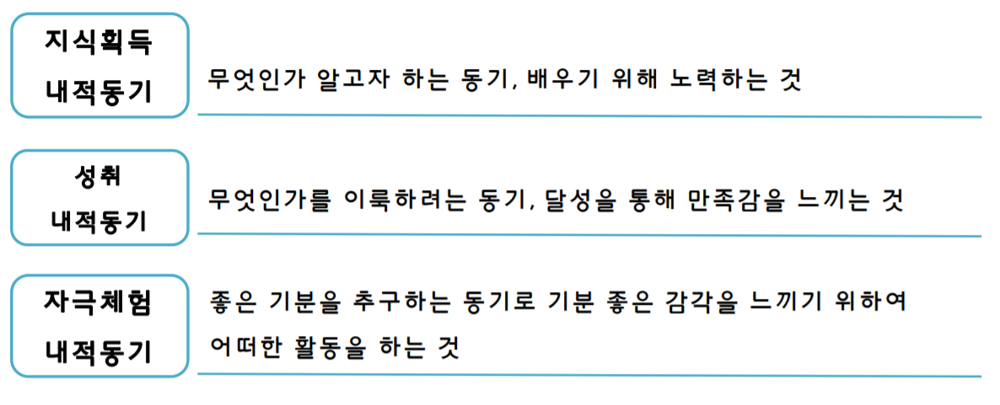 지식획득
내적동기
무엇인가 알고자 하는 동기, 배우기 위해 노력하는 것
성취
내적동기
무엇인가를 이룩하려는 동기, 달성을 통해 만족감을 느끼는 것
자극체험
내적동기
좋은 기분을 추구하는 동기로 기분 좋은 감각을 느끼기 위하여
어떠한 활동을 하는 것